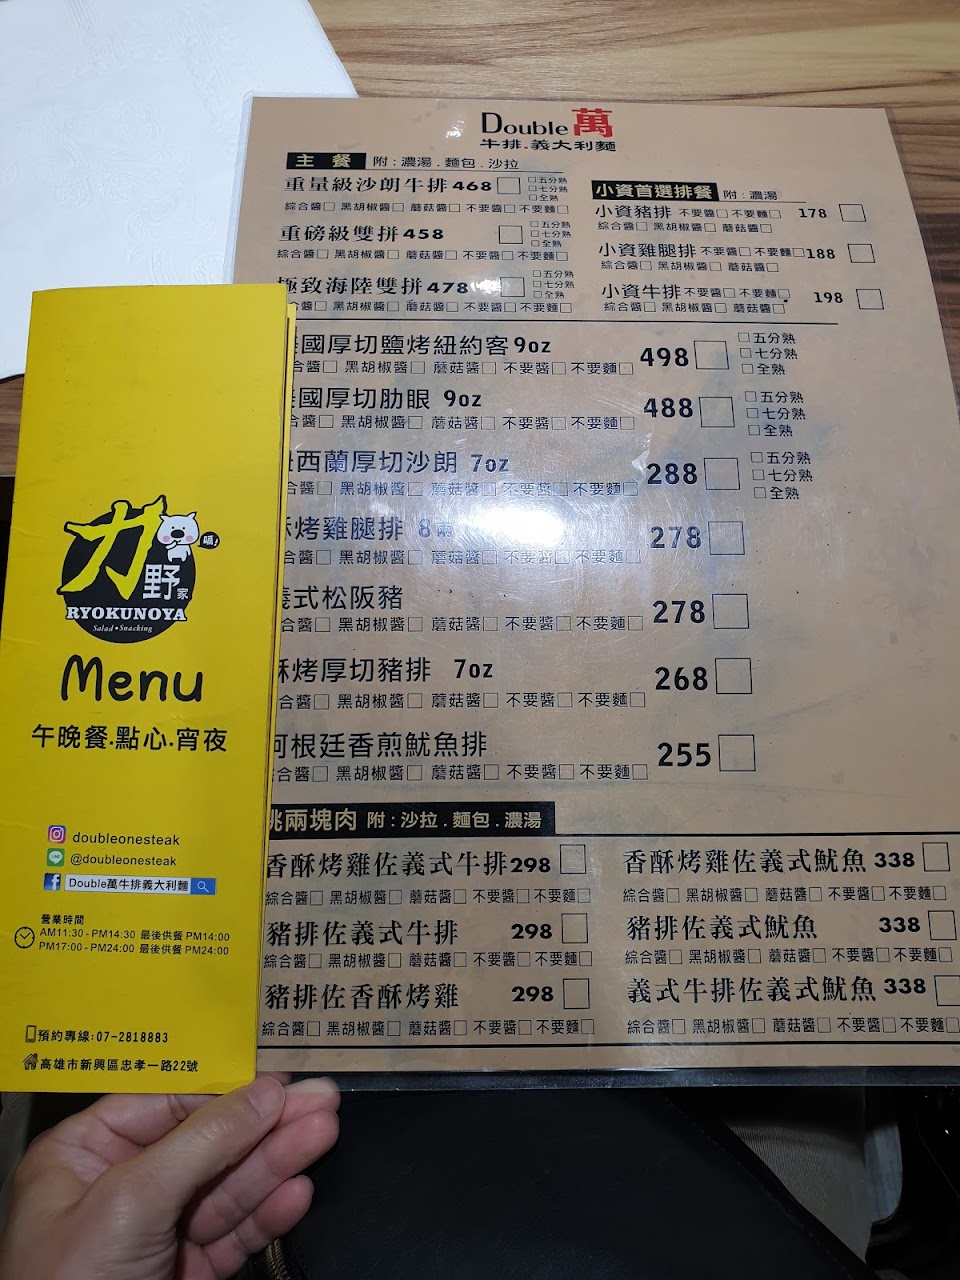 Double萬
牛排.義大利麵
主 餐 附:濃湯.麵包.沙拉
重量級沙朗牛排 468□ □五分熟 □七分熟 □全熟
綜合醬□ 黑胡椒醬□ 蘑菇醬□ 不要醬□不要麵□
重磅級雙拼 458 □ □五分熟 □七分熟 □全熟
綜合醬□ 黑胡椒醬□ 蘑菇醬□ 不要醬□不要麵□
極致海陸雙拼 478 □ □五分熟 □七分熟 □全熟
醬□ 黑胡椒醬□ 蘑菇醬□ 不要醬□不要麵□
小資首選排餐 附:濃湯
小資豬排 不要醬□不要麵□ 178 □
綜合醬□ 黑胡椒醬□ 蘑菇醬□
小資雞腿排 不要醬□不要麵□188 □
綜合醬□ 黑胡椒醬□ 蘑菇醬□
小資牛排 不要醬□不要麵□ 198 □
綜合醬□ 黑胡椒醬□ 蘑菇醬□
國厚切鹽烤紐約客 9oz 498 □ □五分熟 □七分熟 □全熟
合醬□ 黑胡椒醬□ 蘑菇醬□ 不要醬□不要麵□
國厚切肋眼 9oz 488 □ □五分熟 □七分熟 □全熟
合醬□ 黑胡椒醬□ 蘑菇醬□ 不要醬□不要麵□
西蘭厚切沙朗 7oz 288 □ □五分熟 □七分熟 □全熟
合醬□ 黑胡椒醬□ 蘑菇醬□ 不要醬□不要麵□
烤雞腿排 8兩 278 □
合醬□ 黑胡椒醬□ 蘑菇醬□ 不要醬□不要麵□
義式松阪豬 278 □
合醬□ 黑胡椒醬□ 蘑菇醬□ 不要醬□不要麵□
酥烤厚切豬排 7oz 268 □
合醬□ 黑胡椒醬□ 蘑菇醬□ 不要醬□不要麵□
阿根廷香煎魷魚排 255 □
合醬□ 黑胡椒醬□ 蘑菇醬□ 不要醬□不要麵□
挑兩塊肉 附:沙拉.麵包.濃湯
香酥烤雞佐義式牛排 298 □
綜合醬□ 黑胡椒醬□ 蘑菇醬□ 不要醬□不要麵□
豬排佐義式牛排 298 □
綜合醬□ 黑胡椒醬□ 蘑菇醬□ 不要醬□不要麵□
豬排佐香酥烤雞 298 □
綜合醬□ 黑胡椒醬□ 蘑菇醬□ 不要醬□不要麵□
香酥烤雞佐義式魷魚 338 □
綜合醬□ 黑胡椒醬□ 蘑菇醬□ 不要醬□不要麵□
豬排佐義式魷魚 338 □
綜合醬□ 黑胡椒醬□ 蘑菇醬□ 不要醬□不要麵□
義式牛排佐義式魷魚 338 □
綜合醬□ 黑胡椒醬□ 蘑菇醬□ 不要醬□不要麵□
力野家
RYOKUNOYA
Salad•Snacking
Menu
午晚餐.點心.宵夜
doubleonesteak
@doubleonesteak
Double萬牛排義大利麵
營業時間
AM11:30 - PM14:30 最後供餐 PM14:00
PM17:00 - PM24:00 最後供餐 PM24:00
預約專線:07-2818883
高雄市新興區忠孝一路22號